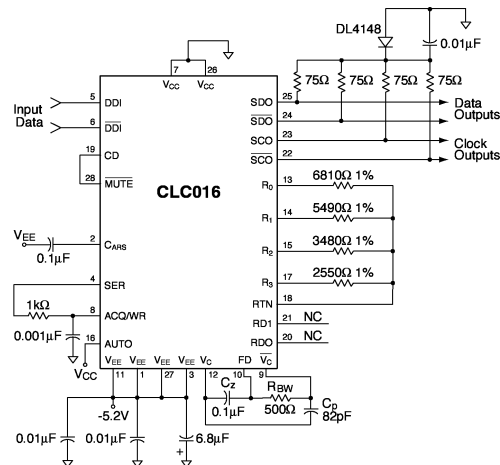 DL4148
0.01µF
75Ω 75Ω 75Ω 75Ω
7 26
VCC VCC
Input Data
5 DDI
6 DDI
19 CD
28 MUTE
CLC016
SDO 25 Data Outputs
SDO 24
SCO 23 Clock Outputs
SCO 22
R0 13 6810Ω 1%
R1 14 5490Ω 1%
R2 15 3480Ω 1%
R3 17 2550Ω 1%
RTN 18
RD1 21 NC
RDO 20 NC
VEE
0.1µF
2 CARS
4 SER
1kΩ
8 ACQ/WR
0.001µF
16 AUTO
VCC
VEE VEE VEE VEE VC FD VC
11 1 27 3 12 10 9
-5.2V
CZ
0.1µF
RBW
500Ω
CP
82pF
0.01µF 0.01µF 6.8µF
+